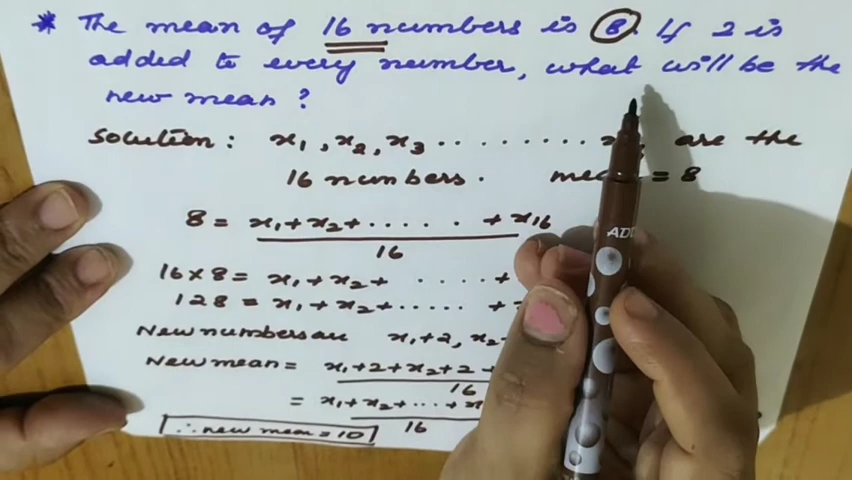 * The mean of 16 numbers is 8. If 2 is
added to every number, what will be the
new mean?
Solution: x₁, x₂, x₃ .......... are the
16 numbers. = 8
8 = x₁+x₂+...... +x₁₆
16
16×8 = x₁+x₂+ ..... +
128 = x₁+x₂+..... +
New numbers are x₁+2, x₂
New mean = x₁+2+x₂+2+
16
= x₁+x₂+...+x
16
∴ new mean = 10
ADD